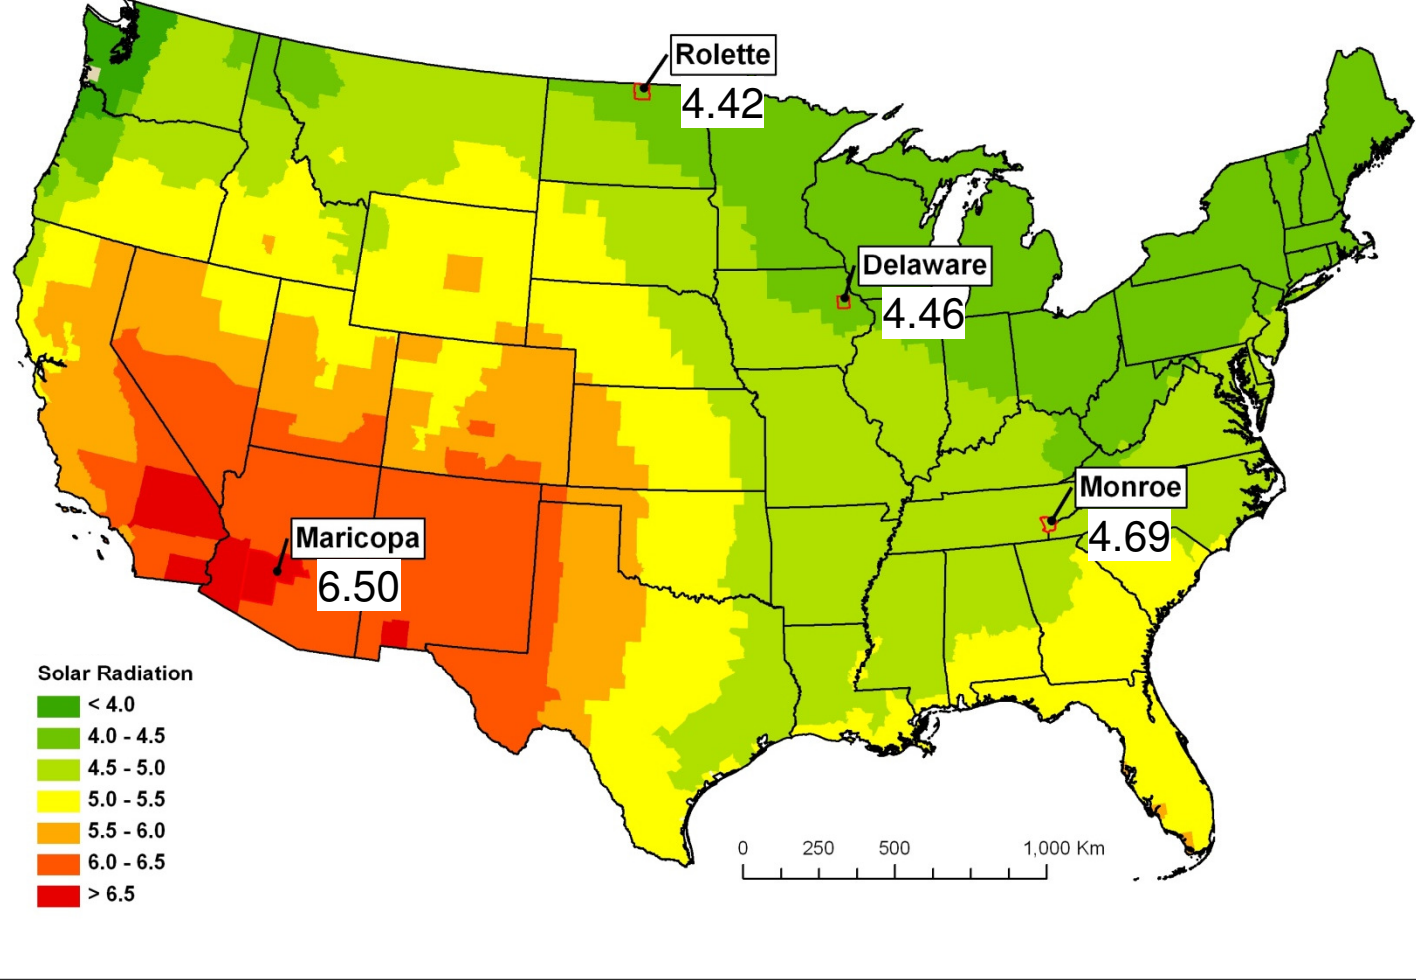 Rolette
4.42
Delaware
4.46
Monroe
4.69
Maricopa
6.50
Solar Radiation
< 4.0
4.0 - 4.5
4.5 - 5.0
5.0 - 5.5
5.5 - 6.0
6.0 - 6.5
> 6.5
0 250 500 1,000 Km